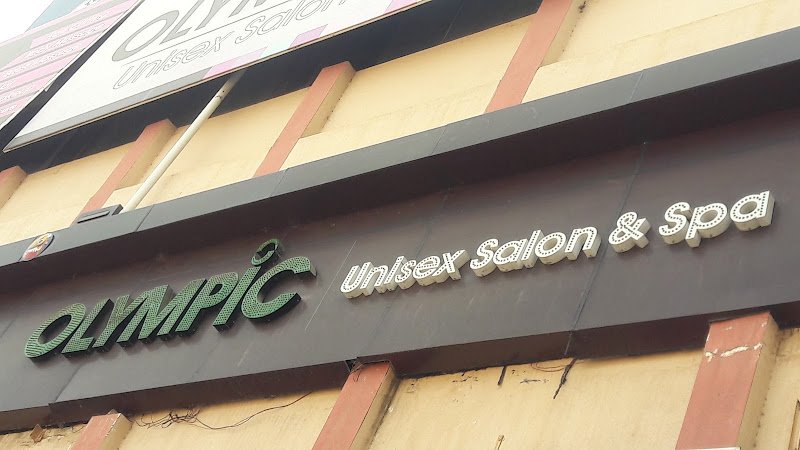 OLYMPIC
Unisex Salon
OLYMPiC Unisex Salon & Spa